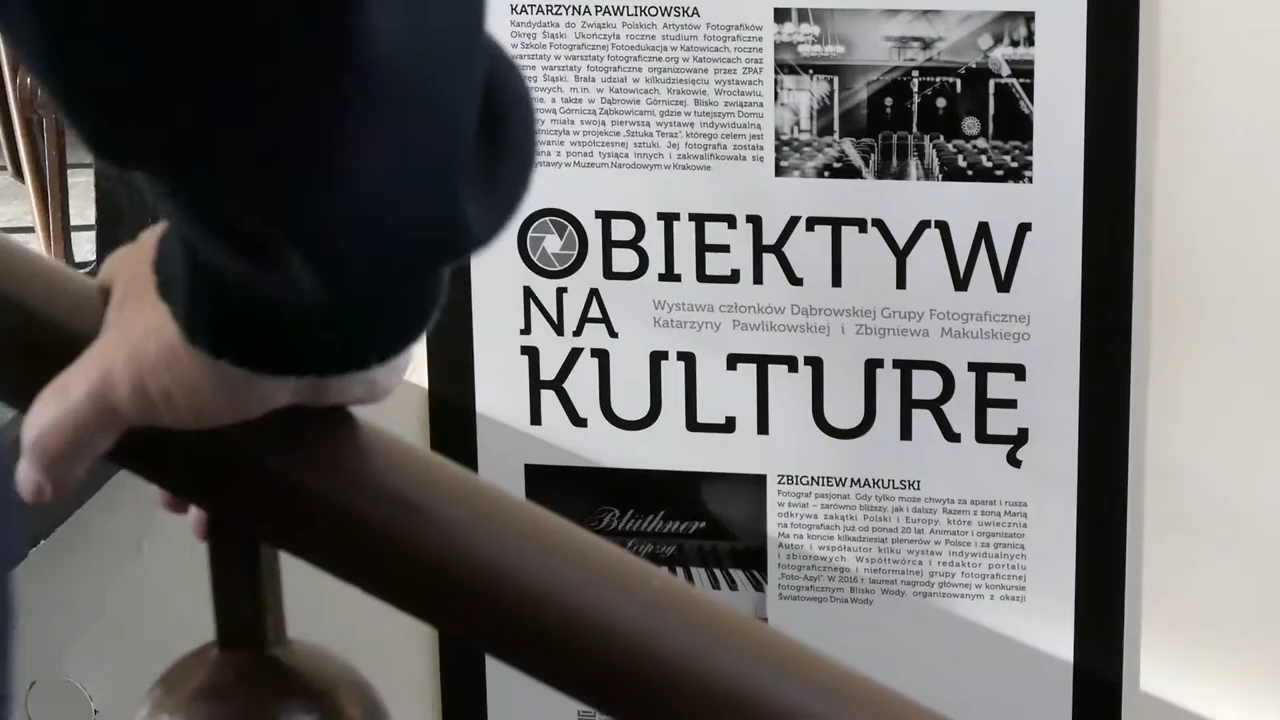 KATARZYNA PAWLIKOWSKA
Kandydatka do Związku Polskich Artystów Fotografików
Okręg Śląski. Ukończyła roczne studium fotograficzne
w Szkole Fotograficznej Fotoedukacja w Katowicach, roczne
warsztaty w warsztaty fotograficzne org w Katowicach oraz
warsztaty fotograficzne organizowane przez ZPAF
Śląski. Brała udział w kilkudziesięciu wystawach
m.in. w Katowicach, Krakowie, Wrocławiu,
a także w Dąbrowie Górniczej. Blisko związana
Górniczą Ząbkowicami, gdzie w tutejszym Domu
miała swoją pierwszą wystawę indywidualną.
w projekcie „Sztuka Teraz", którego celem jest
współczesnej sztuki. Jej fotografia została
z ponad tysiąca innych i zakwalifikowała się
w Muzeum Narodowym w Krakowie.
OBIEKTYW
NA
Wystawa członków Dąbrowskiej Grupy Fotograficznej
Katarzyny Pawlikowskiej i Zbigniewa Makulskiego
KULTURĘ
Blüthner
Leipzig.
ZBIGNIEW MAKULSKI
Fotograf pasjonat. Gdy tylko może chwyta za aparat i rusza
w świat – zarówno bliższy, jak i dalszy. Razem z żoną Marią
odkrywa zakątki Polski i Europy, które uwiecznia
na fotografiach już od ponad 20 lat. Animator i organizator.
Ma na koncie kilkadziesiąt plenerów w Polsce i za granicą.
Autor i współautor kilku wystaw indywidualnych
i zbiorowych. Współtwórca i redaktor portalu
fotograficznego i nieformalnej grupy fotograficznej
„Foto-Azyl". W 2016 r. laureat nagrody głównej w konkursie
fotograficznym Blisko Wody, organizowanym z okazji
Światowego Dnia Wody.